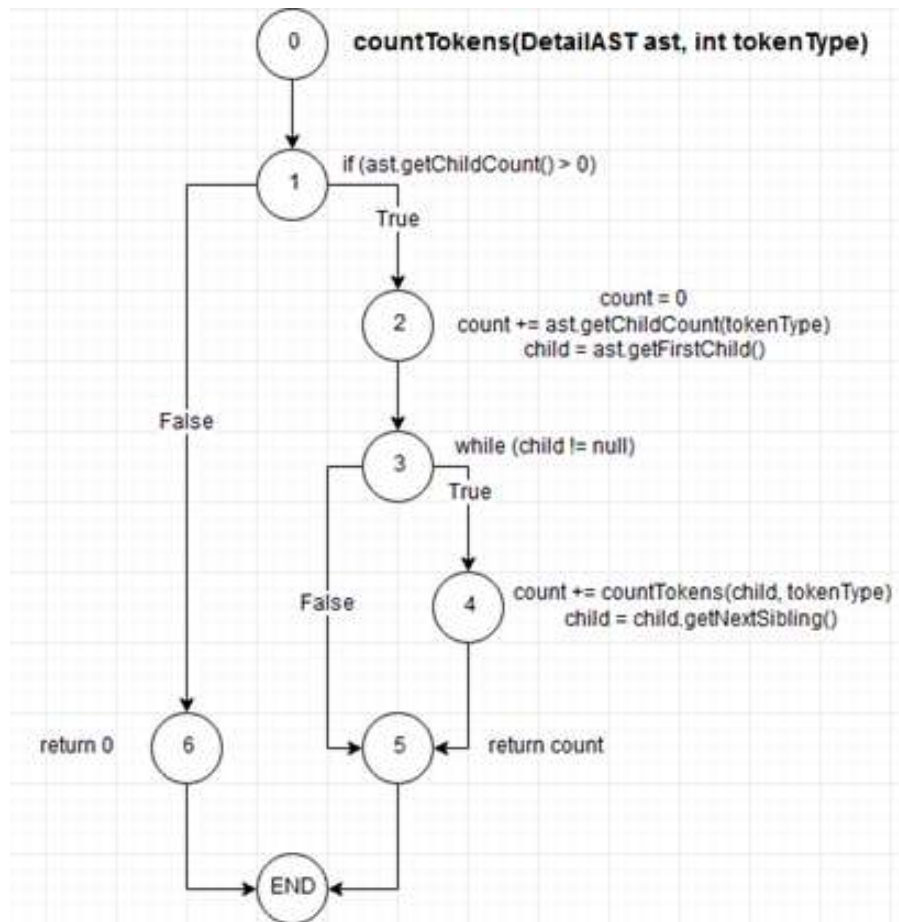 0
countTokens(DetailAST ast, int tokenType)
1
if (ast.getChildCount() > 0)
True
2
count = 0
count += ast.getChildCount(tokenType)
child = ast.getFirstChild()
False
3
while (child != null)
True
False
4
count += countTokens(child, tokenType)
child = child.getNextSibling()
return 0
6
5
return count
END